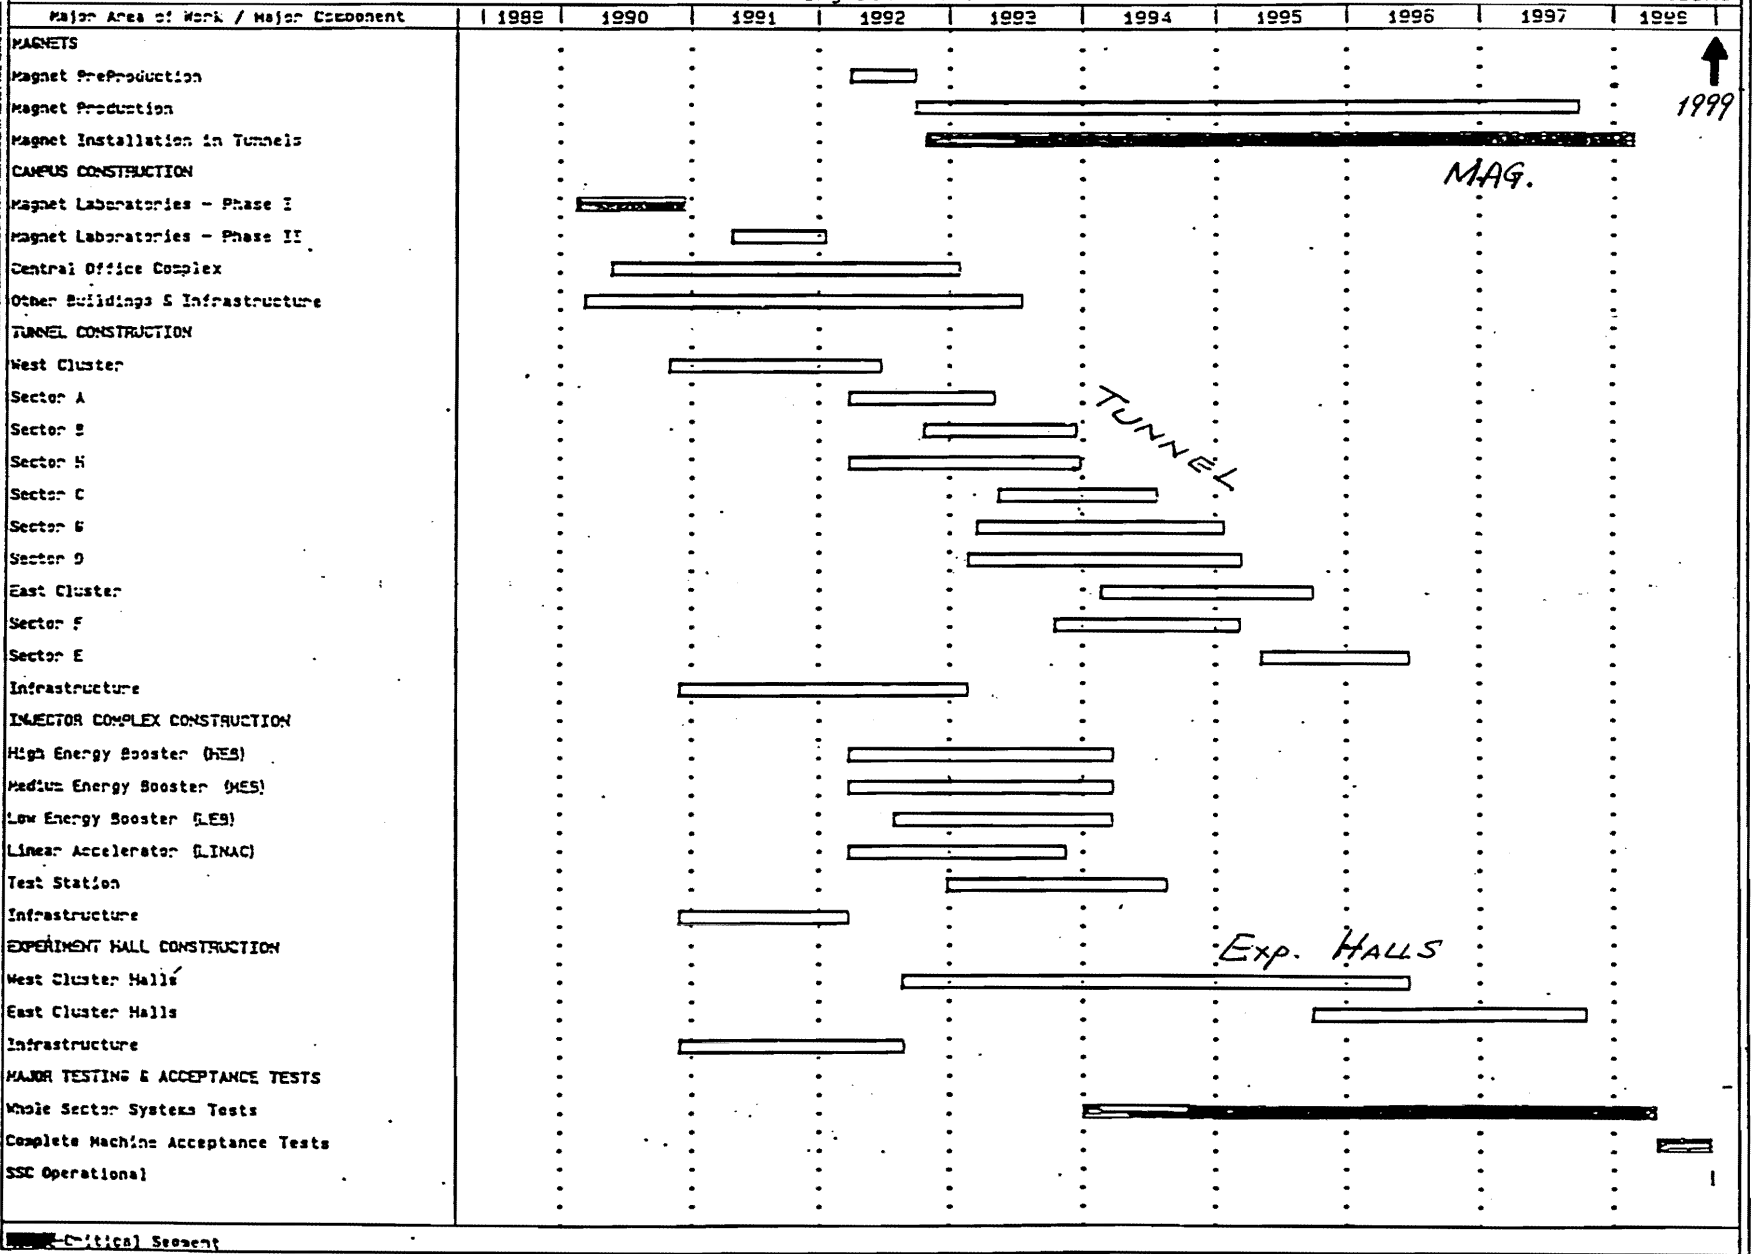 Major Area of Work / Major Component | 1989 | 1990 | 1991 | 1992 | 1993 | 1994 | 1995 | 1996 | 1997 | 1998
MAGNETS
Magnet PreProduction
Magnet Production
1999
Magnet Installation in Tunnels
CAMPUS CONSTRUCTION
MAG.
Magnet Laboratories - Phase I
Magnet Laboratories - Phase II
Central Office Complex
Other Buildings & Infrastructure
TUNNEL CONSTRUCTION
West Cluster
Sector A
TUNNEL
Sector B
Sector H
Sector C
Sector G
Sector D
East Cluster
Sector F
Sector E
Infrastructure
INJECTOR COMPLEX CONSTRUCTION
High Energy Booster (HEB)
Medium Energy Booster (MEB)
Low Energy Booster (LEB)
Linear Accelerator (LINAC)
Test Station
Infrastructure
EXPERIMENT HALL CONSTRUCTION
EXP. HALLS
West Cluster Halls
East Cluster Halls
Infrastructure
MAJOR TESTING & ACCEPTANCE TESTS
Whole Sector Systems Tests
Complete Machine Acceptance Tests
SSC Operational
Critical Segment